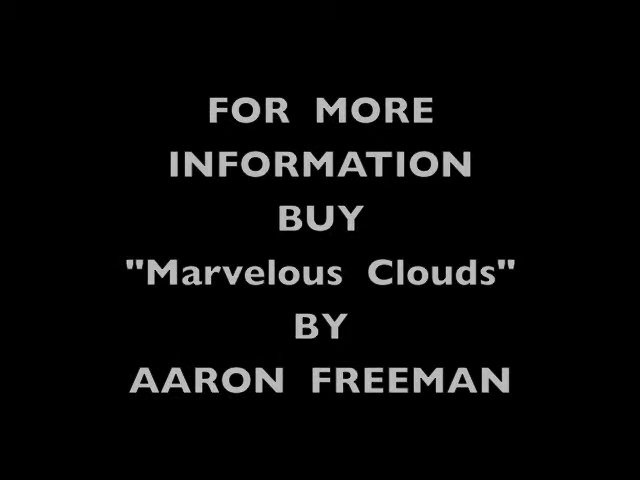 FOR MORE
INFORMATION
BUY
"Marvelous Clouds"
BY
AARON FREEMAN